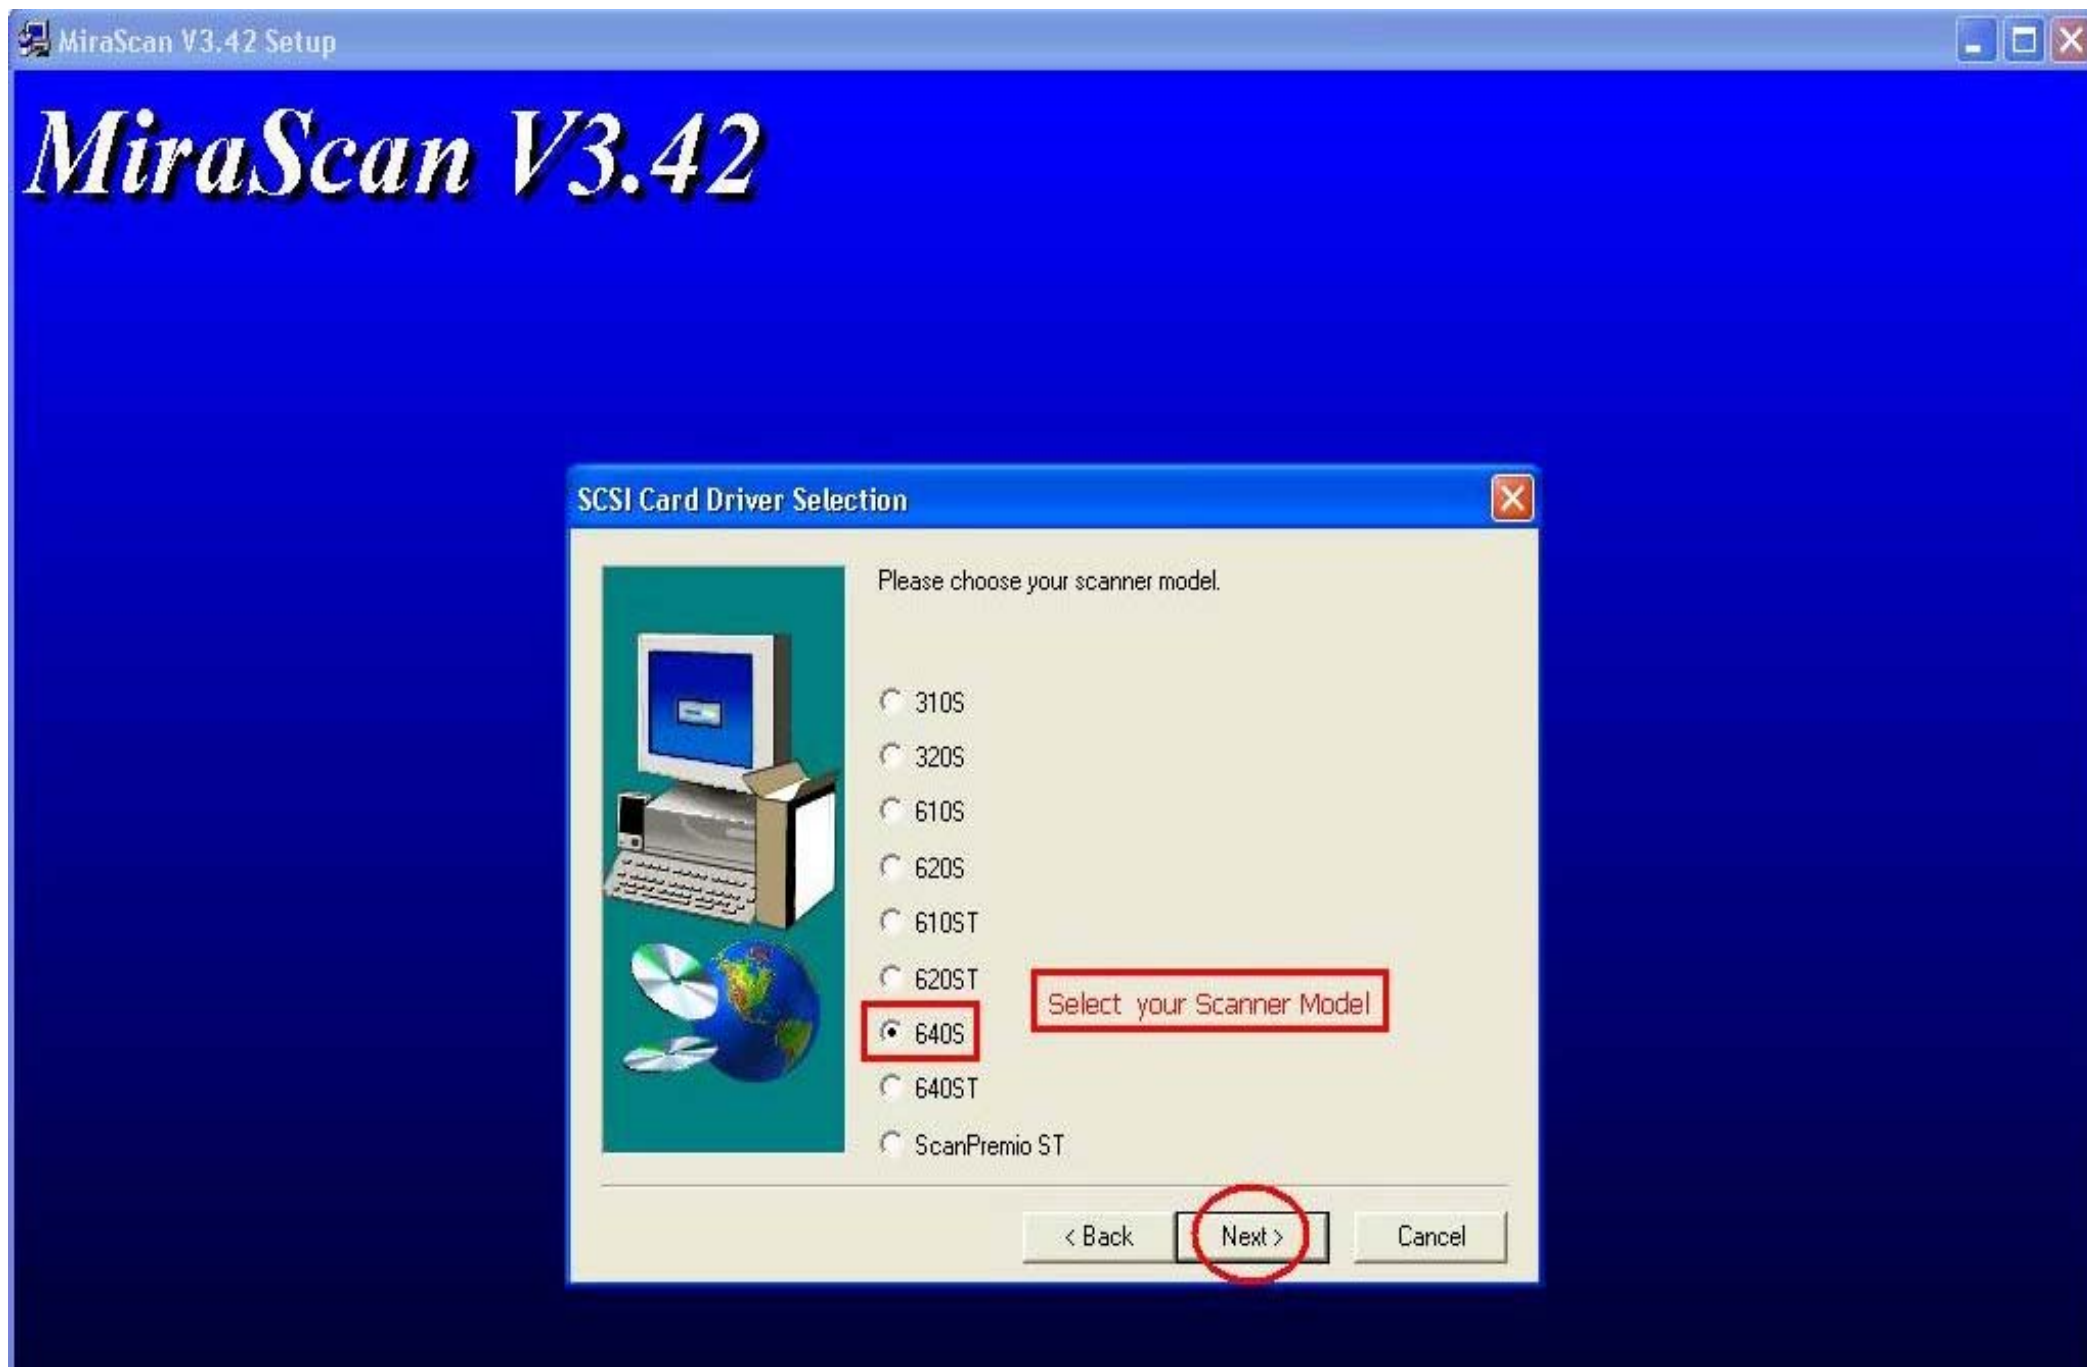 MiraScan V3.42 Setup
MiraScan V3.42
SCSI Card Driver Selection
Please choose your scanner model.
310S
320S
610S
620S
610ST
620ST
Select your Scanner Model
640S
640ST
ScanPremio ST
< Back
Next >
Cancel